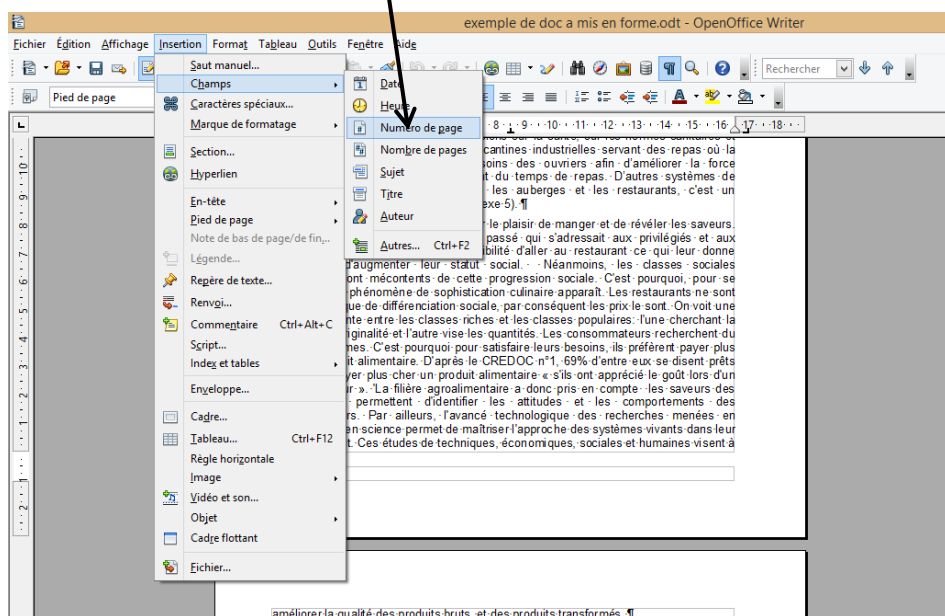 exemple de doc a mis en forme.odt - OpenOffice Writer
Fichier Édition Affichage Insertion Format Tableau Outils Fenêtre Aide
Rechercher
Pied de page
Saut manuel...
Champs
Caractères spéciaux...
Marque de formatage
Section...
Hyperlien
En-tête
Pied de page
Note de bas de page/de fin...
Légende...
Repère de texte...
Renvoi...
Commentaire Ctrl+Alt+C
Script...
Index et tables
Enveloppe...
Cadre...
Tableau... Ctrl+F12
Règle horizontale
Image
Vidéo et son...
Objet
Cadre flottant
Fichier...
Date
Heure
Numéro de page
Nombre de pages
Sujet
Titre
Auteur
Autres... Ctrl+F2
8 · 1 · 9 · 10 · 11 · 12 · 13 · 14 · 15 · 16 · 17 · 18
cantines industrielles servant des repas où la
soins des ouvriers afin d'améliorer la force
t du temps de repas. D'autres systèmes de
les auberges et les restaurants, c'est un
exe 5). ¶
le plaisir de manger et de révéler les saveurs.
passé qui s'adressait aux privilégiés et aux
ibilité d'aller au restaurant ce qui leur donne
d'augmenter leur statut social. Néanmoins, les classes sociales
ont mécontents de cette progression sociale. C'est pourquoi, pour se
phénomène de sophistication culinaire apparaît. Les restaurants ne sont
que de différenciation sociale, par conséquent les prix le sont. On voit une
nte entre les classes riches et les classes populaires: l'une cherchant la
iginalité et l'autre vise les quantités. Les consommateurs recherchent du
mes. C'est pourquoi pour satisfaire leurs besoins, ils préfèrent payer plus
it alimentaire. D'après le CREDOC n°1, 69% d'entre eux se disent prêts
yer plus cher un produit alimentaire « s'ils ont apprécié le goût lors d'un
r ». 'La filière agroalimentaire a donc pris en compte les saveurs des
permettent d'identifier les attitudes et les comportements des
rs. Par ailleurs, l'avancé technologique des recherches menées en
en science permet de maîtriser l'approche des systèmes vivants dans leur
t. Ces études de techniques, économiques, sociales et humaines visent à
améliorer la qualité des produits bruts et des produits transformés. ¶